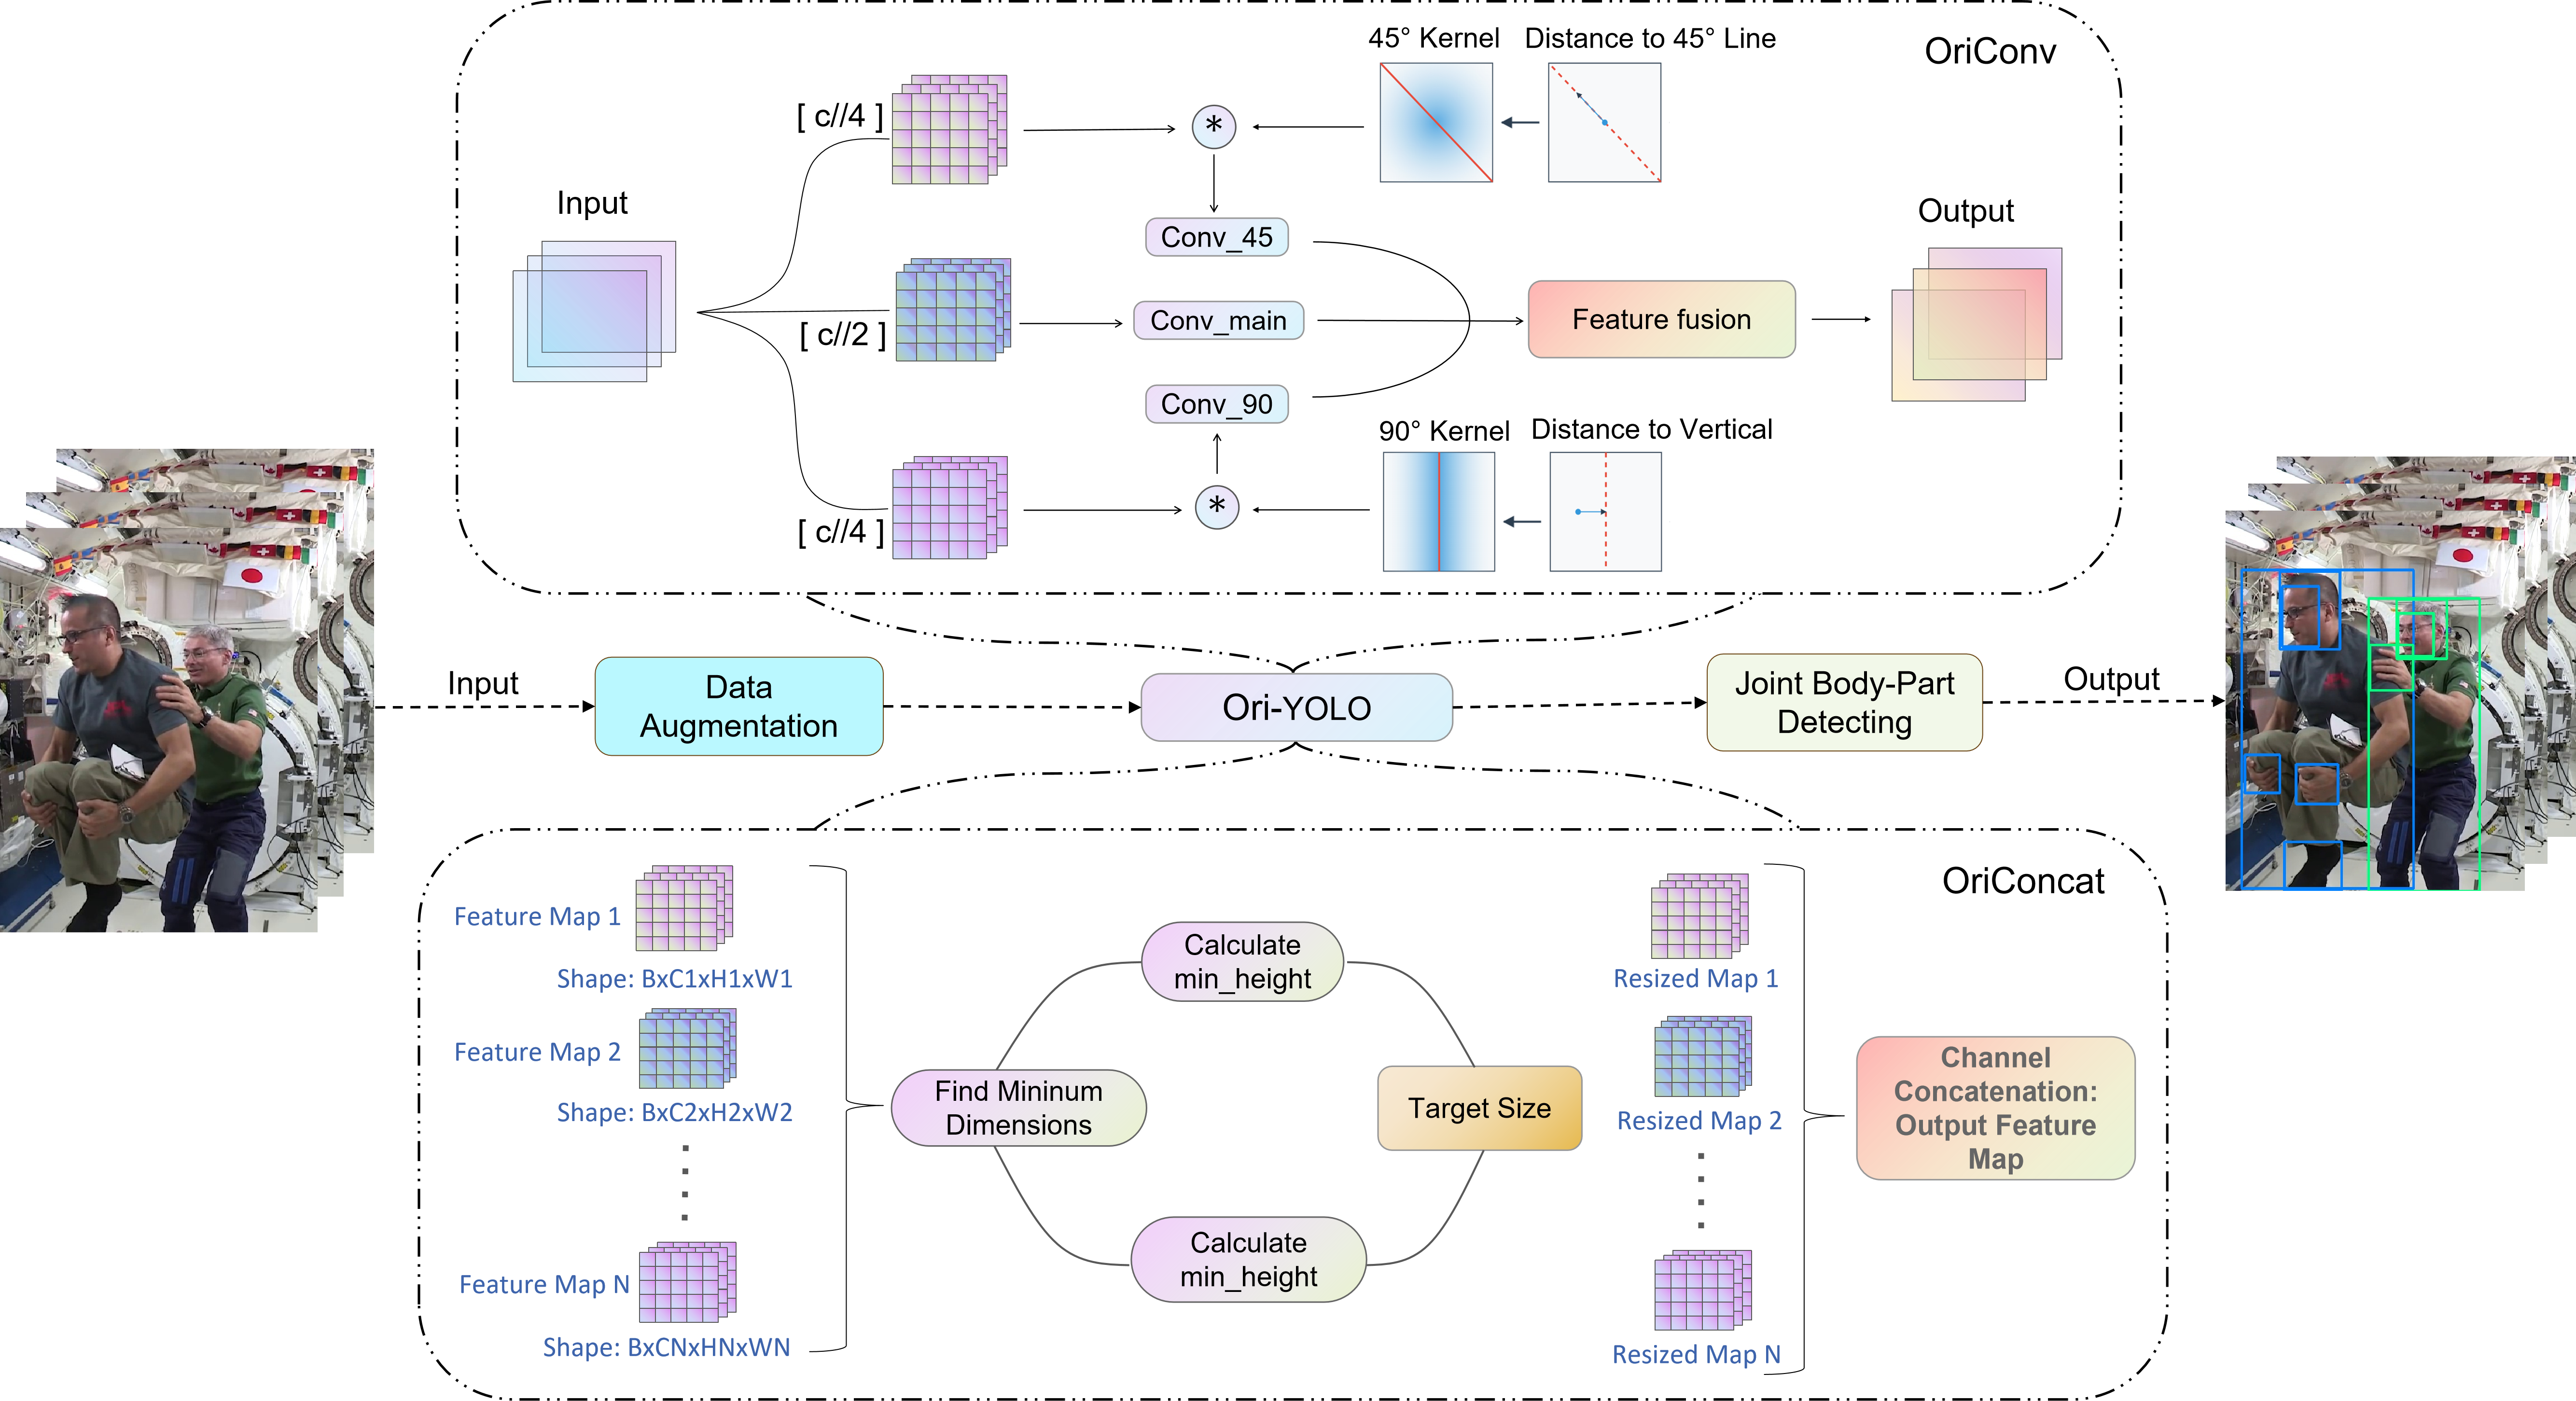 OriConv
45° Kernel
Distance to 45° Line
[ c//4 ]
*
Input
Conv_45
Output
[ c//2 ]
Conv_main
Feature fusion
Conv_90
90° Kernel
Distance to Vertical
[ c//4 ]
*
Input
Data
Augmentation
Ori-YOLO
Joint Body-Part
Detecting
Output
OriConcat
Feature Map 1
Shape: BxC1xH1xW1
Feature Map 2
Shape: BxC2xH2xW2
Feature Map N
Shape: BxCNxHNxWN
Find Mininum
Dimensions
Calculate
min_height
Calculate
min_height
Target Size
Resized Map 1
Resized Map 2
Resized Map N
Channel
Concatenation:
Output Feature
Map